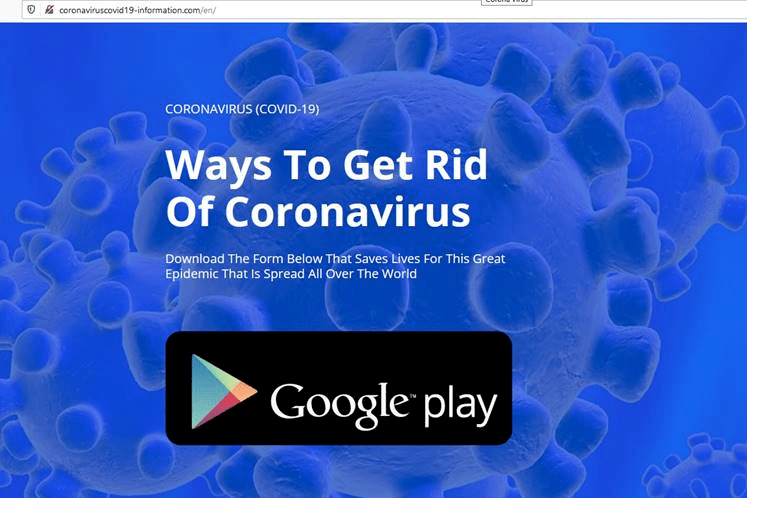 Corona Virus
coronaviruscovid19-information.com/en/
CORONAVIRUS (COVID-19)
Ways To Get Rid
Of Coronavirus
Download The Form Below That Saves Lives For This Great
Epidemic That Is Spread All Over The World
Google™ play